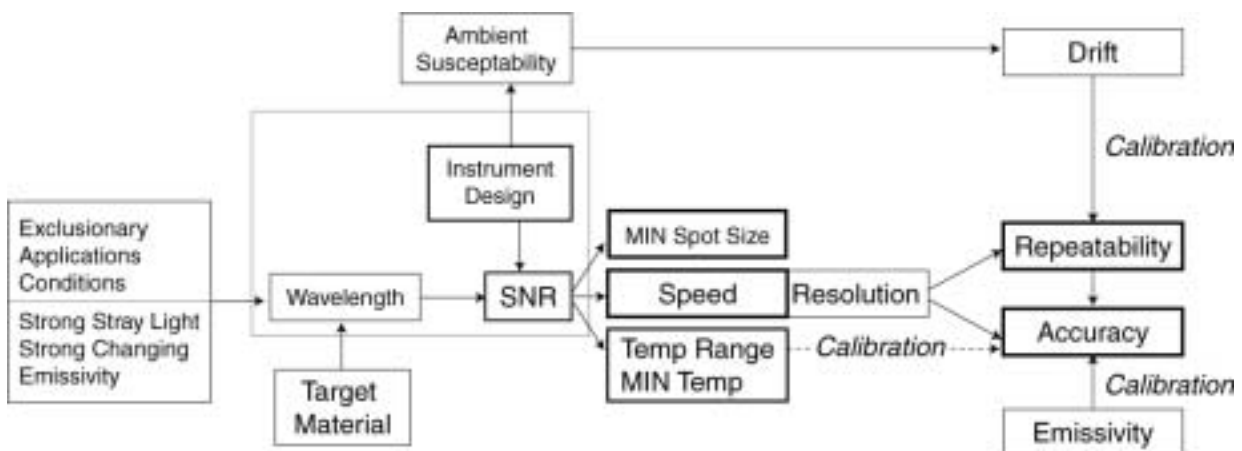 Ambient
Susceptability
Drift
Calibration
Instrument
Design
Exclusionary
Applications
Conditions
Strong Stray Light
Strong Changing
Emissivity
Wavelength
SNR
MIN Spot Size
Speed
Resolution
Temp Range
MIN Temp
Calibration
Repeatability
Accuracy
Calibration
Target
Material
Emissivity